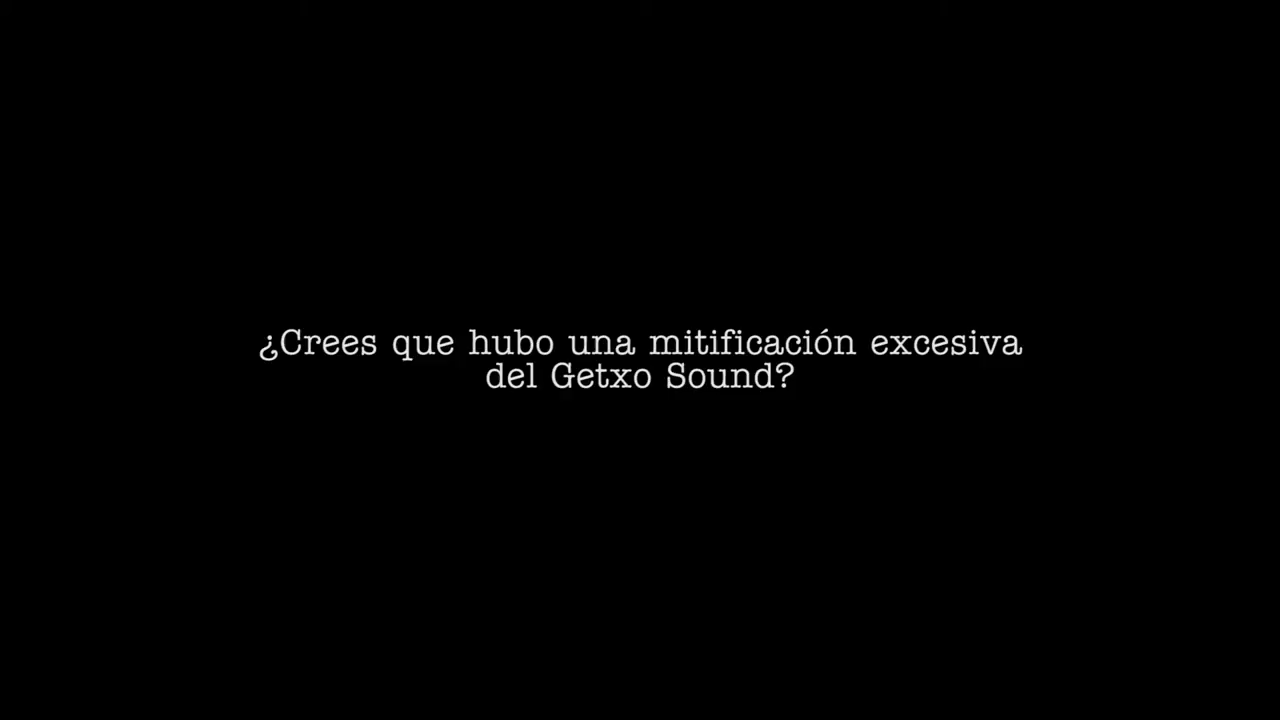 ¿Crees que hubo una mitificación excesiva
del Getxo Sound?